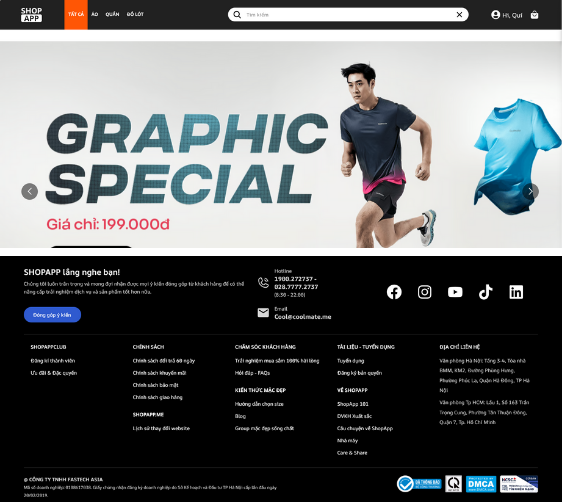 SHOP
APP
TẤT CẢ ÁO QUẦN ĐỒ LÓT
Tìm kiếm
Hi, Qui
GRAPHIC
SPECIAL
Giá chỉ: 199.000đ
SHOPAPP lắng nghe bạn!
Chúng tôi luôn trân trọng và mong đợi nhận được mọi ý kiến đóng góp từ khách hàng để có thể
nâng cấp trải nghiệm dịch vụ và sản phẩm tốt hơn nữa.
Đóng góp ý kiến
Hotline
1900.272737 -
028.7777.2737
(8:30 - 22:00)
Email
Cool@coolmate.me
SHOPAPPCLUB
Đăng kí thành viên
Ưu đãi & Đặc quyền
CHÍNH SÁCH
Chính sách đổi trả 60 ngày
Chính sách khuyến mãi
Chính sách bảo mật
Chính sách giao hàng
SHOPAPP.ME
Lịch sử thay đổi website
CHĂM SÓC KHÁCH HÀNG
Trải nghiệm mua sắm 100% hài lòng
Hỏi đáp - FAQs
KIẾN THỨC MẶC ĐẸP
Hướng dẫn chọn size
Blog
Group mặc đẹp sống chất
TÀI LIỆU - TUYỂN DỤNG
Tuyển dụng
Đăng ký bản quyền
VỀ SHOPAPP
ShopApp 101
DVKH Xuất sắc
Câu chuyện về ShopApp
Nhà máy
Care & Share
ĐỊA CHỈ LIÊN HỆ
Văn phòng Hà Nội: Tầng 3-4, Tòa nhà
BMM, KM2, Đường Phùng Hưng,
Phường Phúc La, Quận Hà Đông, TP Hà
Nội
Văn phòng Tp HCM: Lầu 1, Số 163 Trần
Trọng Cung, Phường Tân Thuận Đông,
Quận 7, Tp. Hồ Chí Minh
@ CÔNG TY TNHH FASTECH ASIA
Mã số doanh nghiệp: 0108617038. Giấy chứng nhận đăng ký doanh nghiệp do Sở Kế hoạch và Đầu tư TP Hà Nội cấp lần đầu ngày
20/02/2019.
DMCA
NCSC